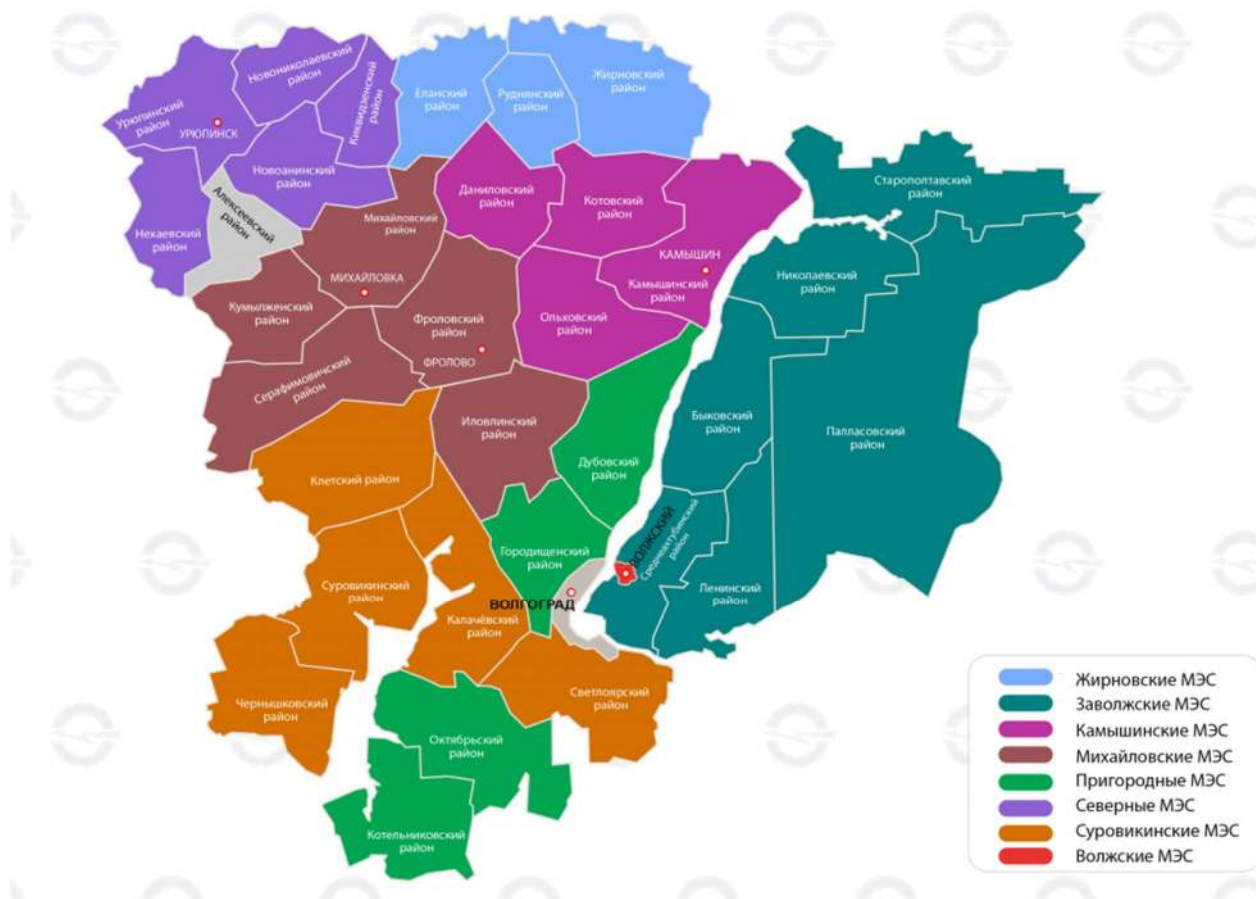 Новониколаевский
район
Урюпинский
район
УРЮПИНСК
Киквидзенский
район
Еланский
район
Руднянский
район
Жирновский
район
Новоанинский
район
Алексеевский
район
Нехаевский
район
Михайловский
район
МИХАЙЛОВКА
Даниловский
район
Котовский
район
КАМЫШИН
Камышинский
район
Старополтавский
район
Николаевский
район
Кумылженский
район
Фроловский
район
ФРОЛОВО
Ольховский
район
Серафимовичский
район
Иловлинский
район
Дубовский
район
Быковский
район
Палласовский
район
Клетский район
Городищенский
район
ВОЛЖСКИЙ
Среднеахтубинский
район
Ленинский
район
Суровикинский
район
ВОЛГОГРАД
Калачёвский
район
Светлоярский
район
Чернышковский
район
Октябрьский
район
Котельниковский
район
Жирновские МЭС
Заволжские МЭС
Камышинские МЭС
Михайловские МЭС
Пригородные МЭС
Северные МЭС
Суровикинские МЭС
Волжские МЭС